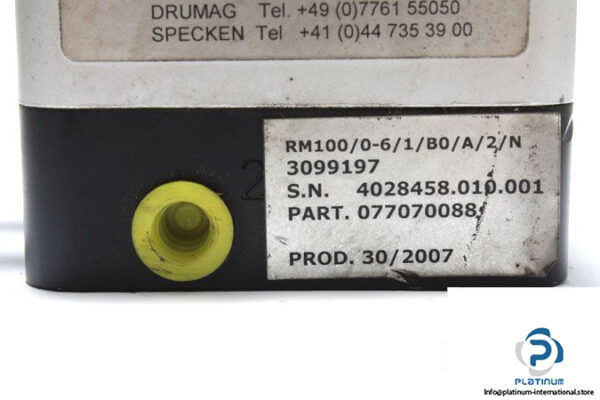 DRUMAG Tel. +49 (0)7761 55050
SPECKEN Tel +41 (0)44 735 39 00
2
RM100/0-6/1/B0/A/2/N
3099197
S.N. 4028458.010.001
PART. 077070088
PROD. 30/2007
PLATINUM
Info@platinum-international.store